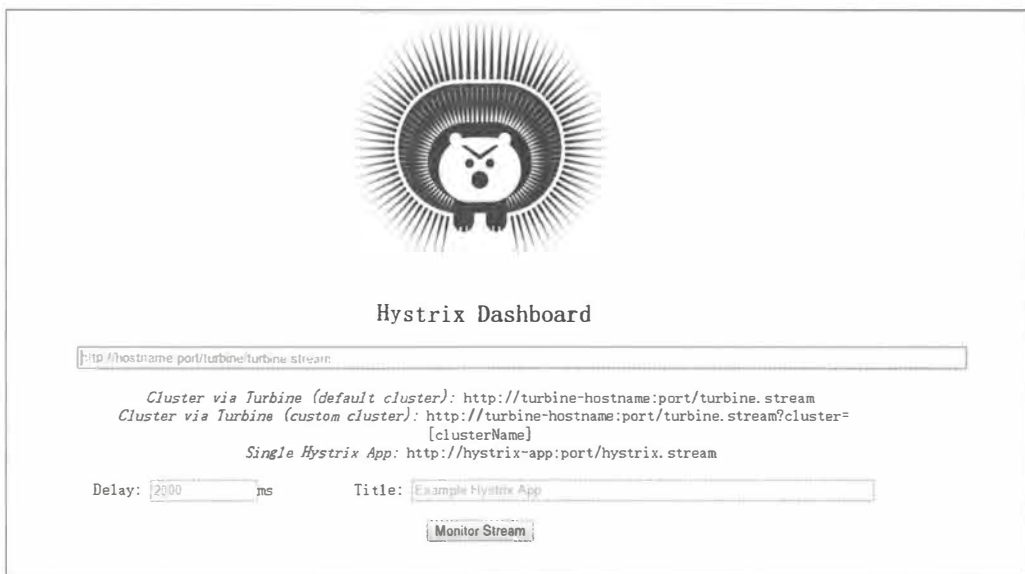 Hystrix Dashboard
http://hostname:port/turbine/turbine.stream
Cluster via Turbine (default cluster): http://turbine-hostname:port/turbine.stream
Cluster via Turbine (custom cluster): http://turbine-hostname:port/turbine.stream?cluster=
[clusterName]
Single Hystrix App: http://hystrix-app:port/hystrix.stream
Delay: 2000 ms Title: Example Hystrix App
Monitor Stream